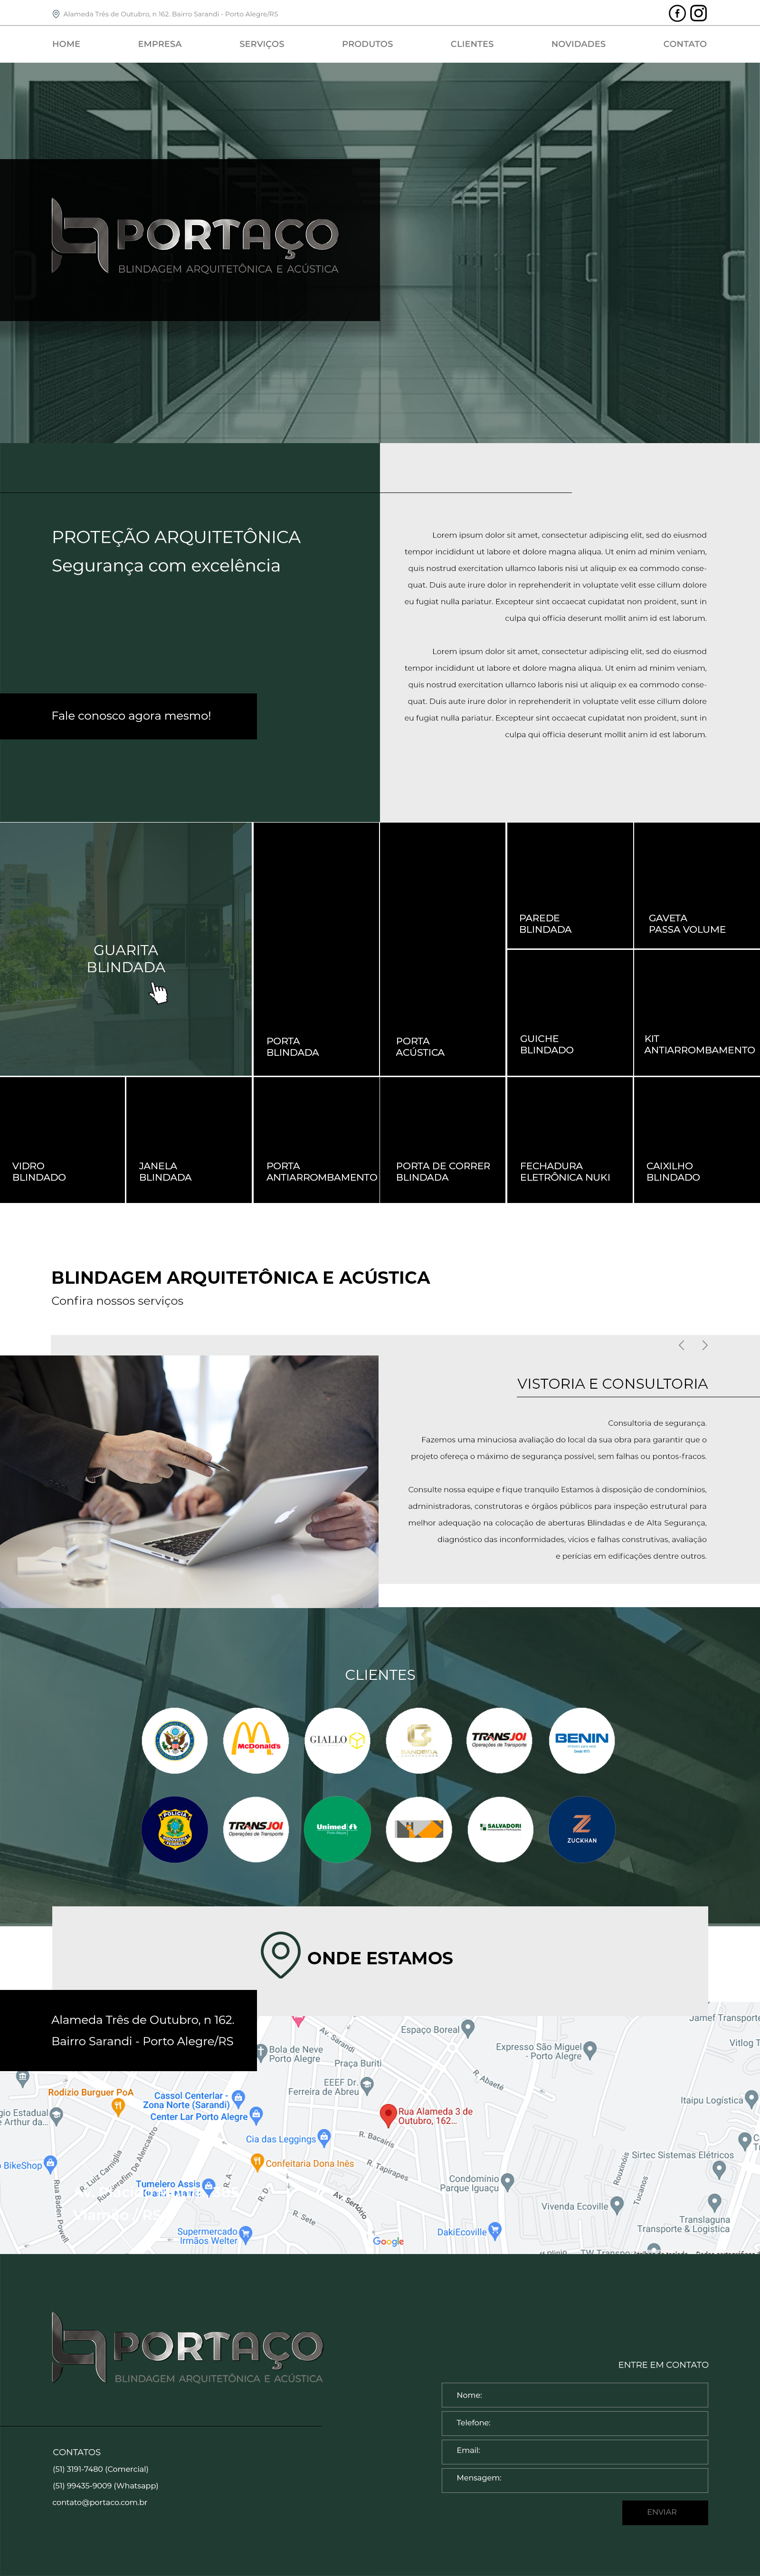 Alameda Três de Outubro, n 162. Bairro Sarandi - Porto Alegre/RS
HOME EMPRESA SERVIÇOS PRODUTOS CLIENTES NOVIDADES CONTATO
PORTAÇO
BLINDAGEM ARQUITETÔNICA E ACÚSTICA
PROTEÇÃO ARQUITETÔNICA
Segurança com excelência
Fale conosco agora mesmo!
Lorem ipsum dolor sit amet, consectetur adipiscing elit, sed do eiusmod
tempor incididunt ut labore et dolore magna aliqua. Ut enim ad minim veniam,
quis nostrud exercitation ullamco laboris nisi ut aliquip ex ea commodo conse-
quat. Duis aute irure dolor in reprehenderit in voluptate velit esse cillum dolore
eu fugiat nulla pariatur. Excepteur sint occaecat cupidatat non proident, sunt in
culpa qui officia deserunt mollit anim id est laborum.
Lorem ipsum dolor sit amet, consectetur adipiscing elit, sed do eiusmod
tempor incididunt ut labore et dolore magna aliqua. Ut enim ad minim veniam,
quis nostrud exercitation ullamco laboris nisi ut aliquip ex ea commodo conse-
quat. Duis aute irure dolor in reprehenderit in voluptate velit esse cillum dolore
eu fugiat nulla pariatur. Excepteur sint occaecat cupidatat non proident, sunt in
culpa qui officia deserunt mollit anim id est laborum.
GUARITA
BLINDADA
PORTA
BLINDADA
PORTA
ACÚSTICA
PAREDE
BLINDADA
GAVETA
PASSA VOLUME
GUICHE
BLINDADO
KIT
ANTIARROMBAMENTO
VIDRO
BLINDADO
JANELA
BLINDADA
PORTA
ANTIARROMBAMENTO
PORTA DE CORRER
BLINDADA
FECHADURA
ELETRÔNICA NUKI
CAIXILHO
BLINDADO
BLINDAGEM ARQUITETÔNICA E ACÚSTICA
Confira nossos serviços
VISTORIA E CONSULTORIA
Consultoria de segurança.
Fazemos uma minuciosa avaliação do local da sua obra para garantir que o
projeto ofereça o máximo de segurança possível, sem falhas ou pontos-fracos.
Consulte nossa equipe e fique tranquilo Estamos à disposição de condomínios,
administradoras, construtoras e órgãos públicos para inspeção estrutural para
melhor adequação na colocação de aberturas Blindadas e de Alta Segurança,
diagnóstico das inconformidades, vícios e falhas construtivas, avaliação
e perícias em edificações dentre outros.
CLIENTES
McDonald's
GIALLO
TRANSJOI
Operações de Transporte
BENIN
POLÍCIA
FEDERAL
TRANSJOI
Operações de Transporte
Unimed
Porto Alegre
SALVADORI
ZUCKHAN
ONDE ESTAMOS
Alameda Três de Outubro, n 162.
Bairro Sarandi - Porto Alegre/RS
Bola de Neve
Porto Alegre
Av. Sarandi
Praça Buriti
Espaço Boreal
Expresso São Miguel
- Porto Alegre
Jamef Transporte
Vitlog T
EEEF Dr.
Ferreira de Abreu
R. Abaeté
Rodizio Burguer PoA
Cassol Centerlar -
Zona Norte (Sarandi)
Center Lar Porto Alegre
Rua Alameda 3 de
Outubro, 162...
Itaipu Logística
gio Estadual
Arthur da...
Cia das Leggings
R. Bacairis
Sirtec Sistemas Elétricos
BikeShop
R. Luiz Carniglia
Rua Serafim De Alencastro
Confeitaria Dona Inês
R. Tapirapes
Condominio
Parque Iguaçu
Rouxinóis
Tucanos
Rua Baden Powell
Tumelero Assis
R. A
R. D
Av. Sertório
R. Sete
Vivenda Ecoville
Translaguna
Transporte & Logistica
Supermercado
Irmãos Welter
Google
DakiEcoville
PORTAÇO
BLINDAGEM ARQUITETÔNICA E ACÚSTICA
CONTATOS
(51) 3191-7480 (Comercial)
(51) 99435-9009 (Whatsapp)
contato@portaco.com.br
ENTRE EM CONTATO
Nome:
Telefone:
Email:
Mensagem:
ENVIAR